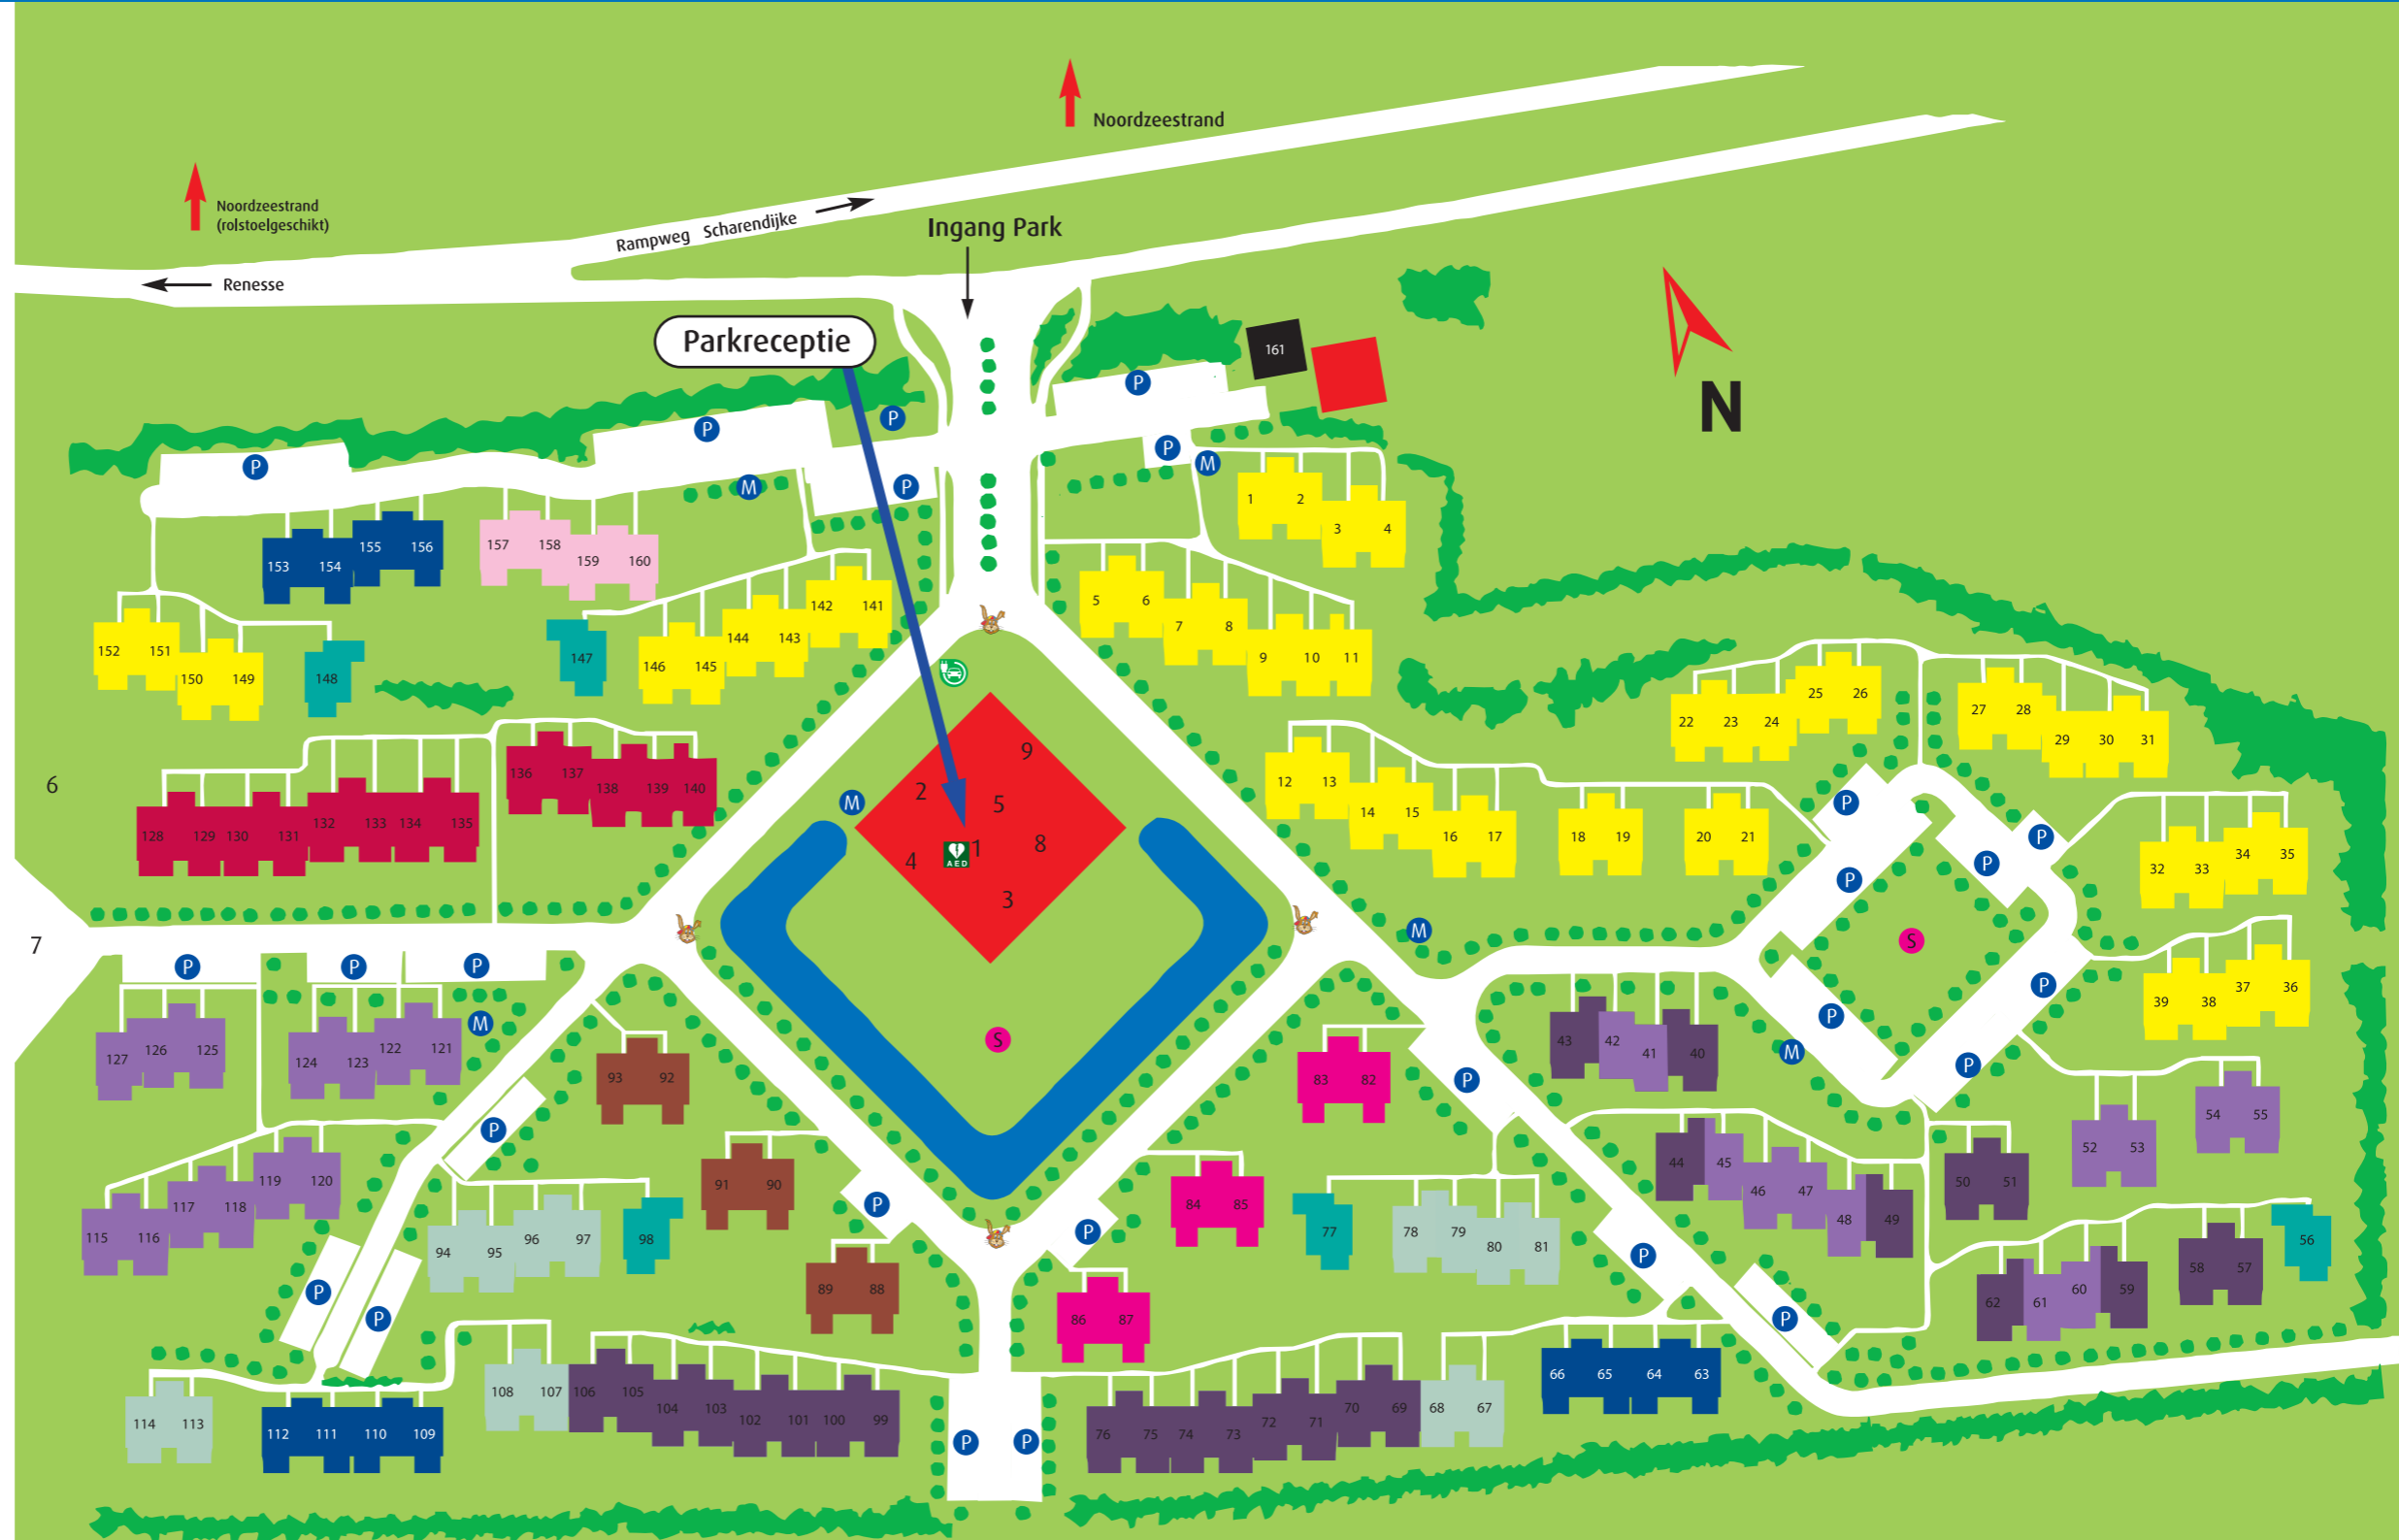 Noordzeestrand
Noordzeestrand
(rolstoelgeschikt)
Rampweg Scharendijke
Ingang Park
Renesse
Parkreceptie
161
N
P
P
P
P
P
P
P
M
M
1 2
3 4
153 154 155 156
157 158 159 160
5 6
7 8
9 10 11
152 151
150 149
148
147
146 145
144 143
142 141
22 23 24 25 26
27 28
29 30 31
136 137
138 139 140
6
128 129 130 131 132 133 134 135
M
9
2
5
1
8
4
AED
3
12 13
14 15
16 17
18 19
20 21
P
P
P
P
32 33 34 35
7
P
P
P
M
S
39 38 37 36
127 126 125
124 123 122 121
M
S
93 92
83 82
P
43 42 41 40
P
M
P
P
54 55
52 53
P
115 116
117 118
119 120
94 95 96 97
98
91 90
P
84 85
P
77
78 79 80 81
44 45
46 47
48 49
50 51
P
56
58 57
62 61 60 59
P
P
89 88
86 87
P
114 113
112 111 110 109
108 107 106 105
104 103
102 101 100 99
P
P
76 75 74 73
72 71
70 69 68 67
66 65 64 63